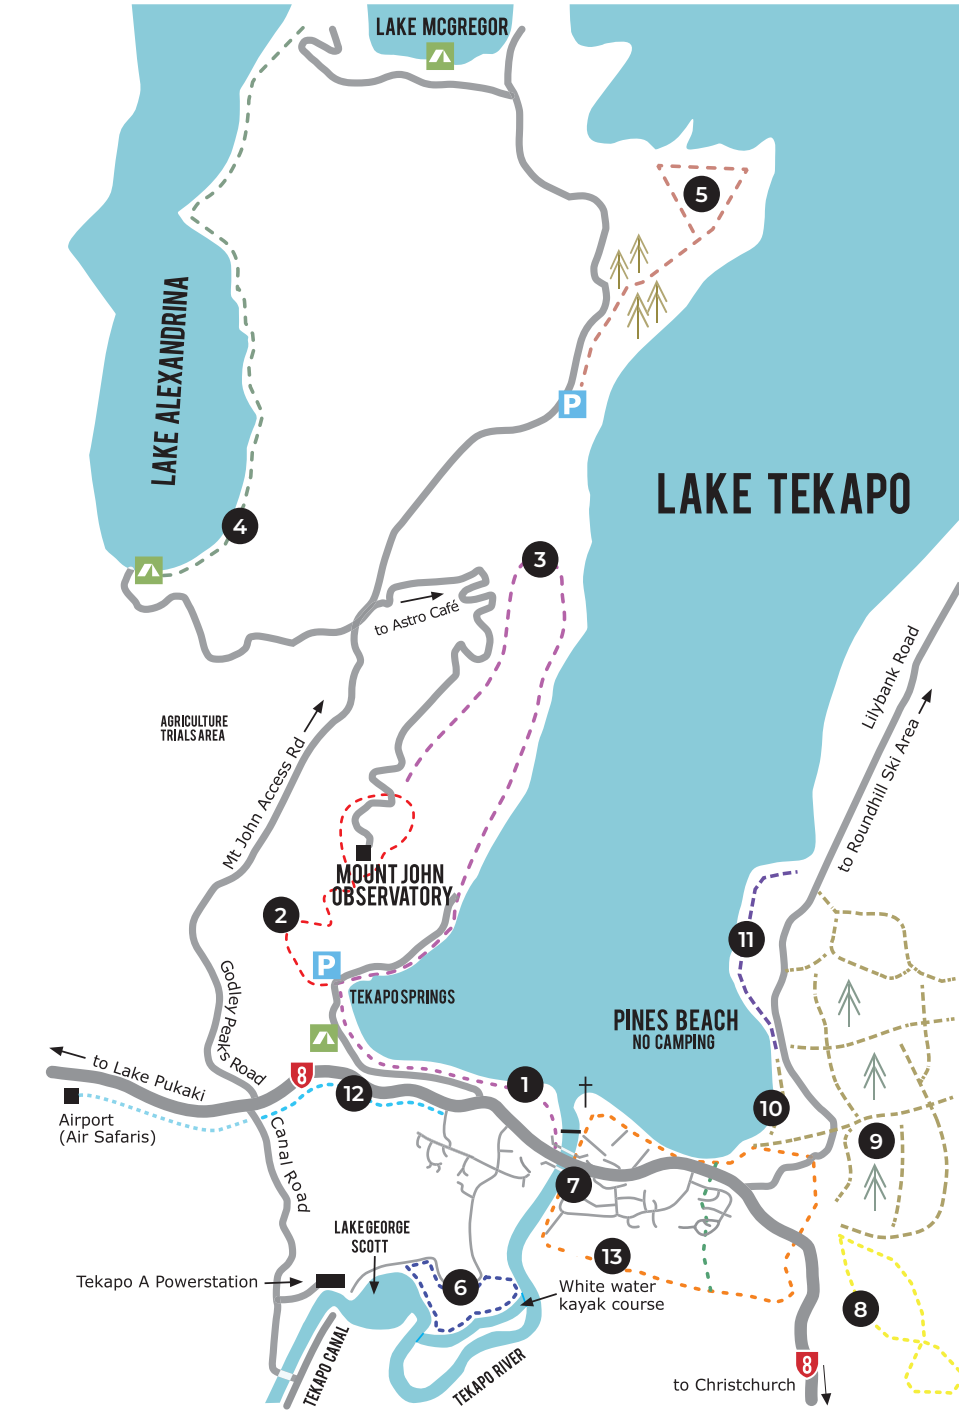 LAKE MCGREGOR
5
LAKE ALEXANDRINA
P
LAKE TEKAPO
4
3
to Astro Café
Lilybank Road
to Roundhill Ski Area
AGRICULTURE
TRIALS AREA
Mt John Access Rd
MOUNT JOHN
OBSERVATORY
2
11
P
TEKAPO SPRINGS
Godley Peaks Road
PINES BEACH
NO CAMPING
to Lake Pukaki
8
12
1
10
Airport
(Air Safaris)
Canal Road
9
7
LAKE GEORGE
SCOTT
13
Tekapo A Powerstation
6
White water
kayak course
8
TEKAPO CANAL
TEKAPO RIVER
8
to Christchurch